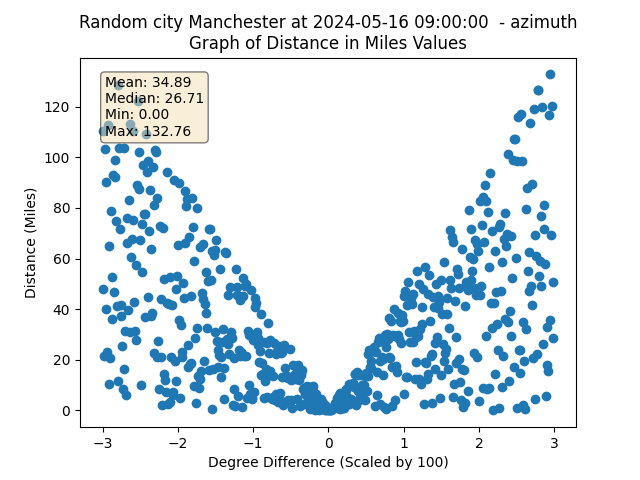 Random city Manchester at 2024-05-16 09:00:00  - azimuth
Graph of Distance in Miles Values
Mean: 34.89
Median: 26.71
Min: 0.00
Max: 132.76
120
100
80
60
40
20
0
Distance (Miles)
−3
−2
−1
0
1
2
3
Degree Difference (Scaled by 100)